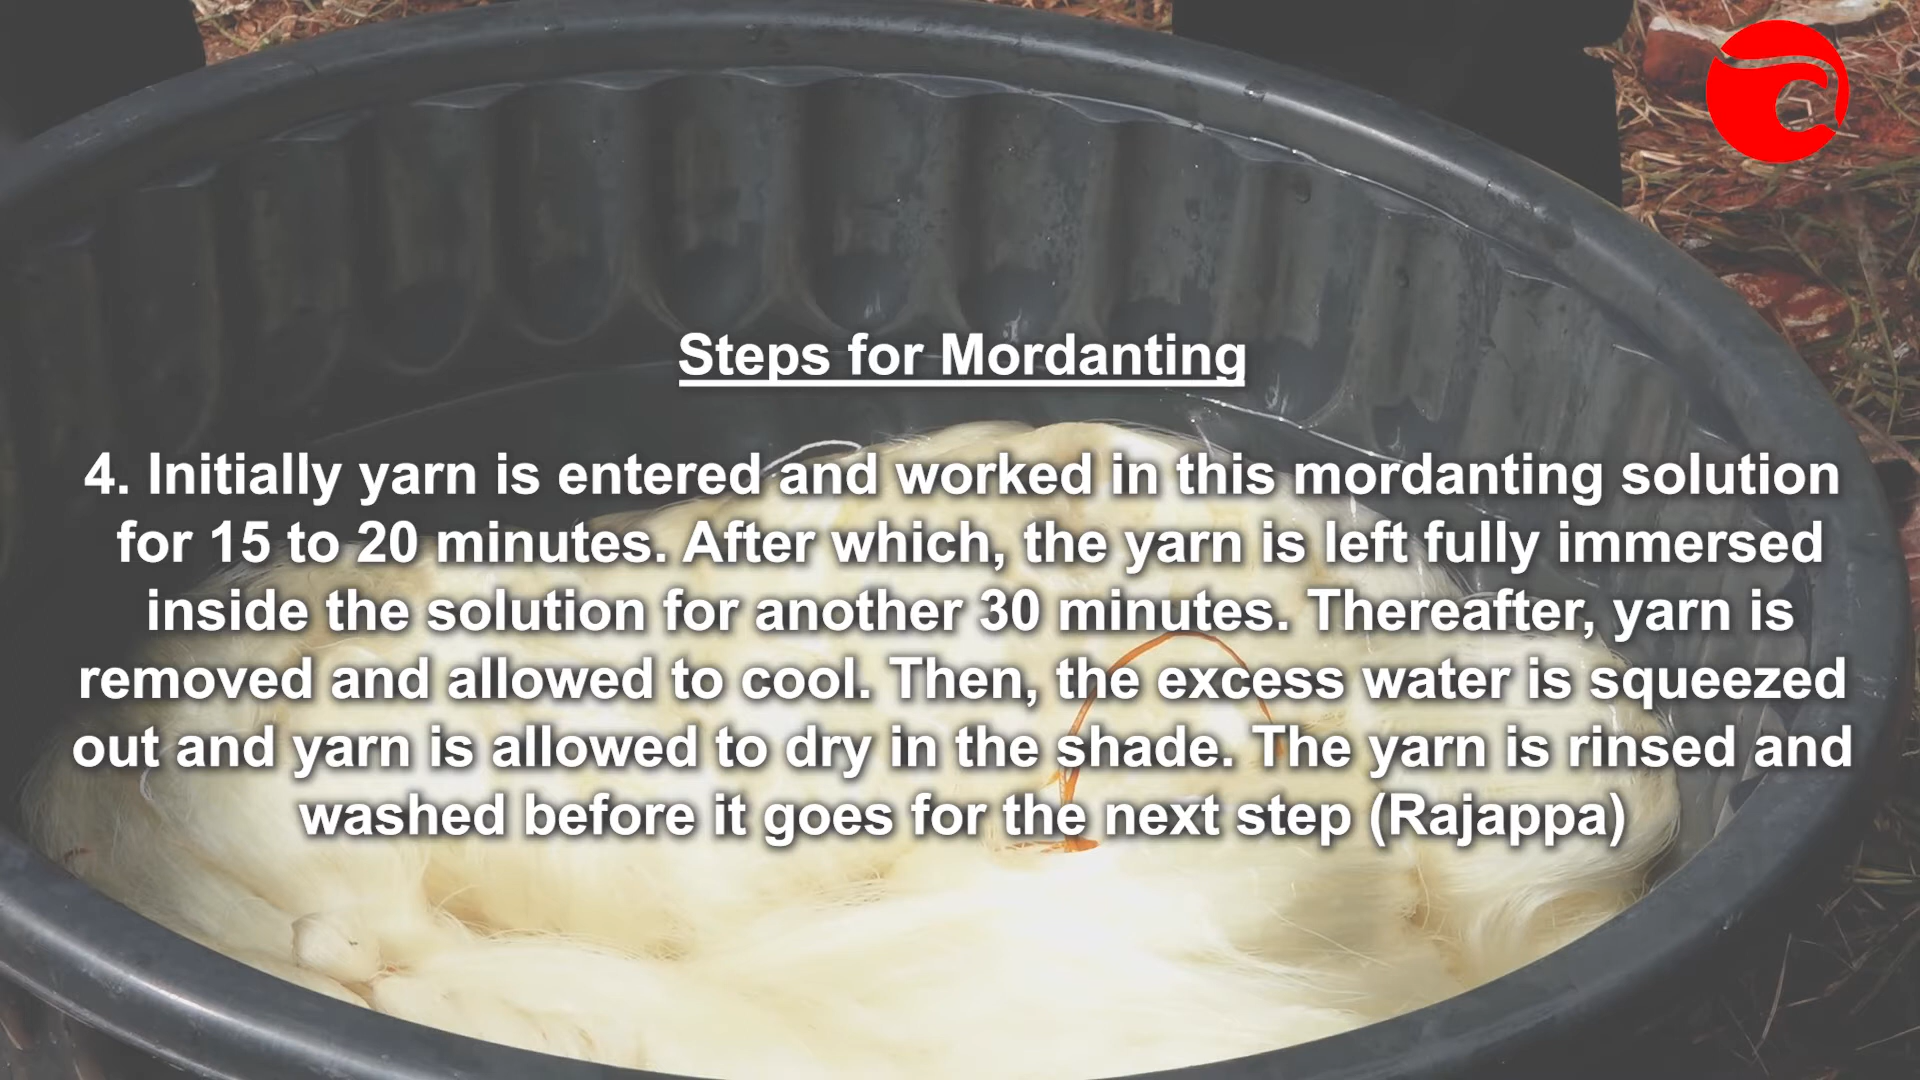 Steps for Mordanting
4. Initially yarn is entered and worked in this mordanting solution
for 15 to 20 minutes. After which, the yarn is left fully immersed
inside the solution for another 30 minutes. Thereafter, yarn is
removed and allowed to cool. Then, the excess water is squeezed
out and yarn is allowed to dry in the shade. The yarn is rinsed and
washed before it goes for the next step (Rajappa)